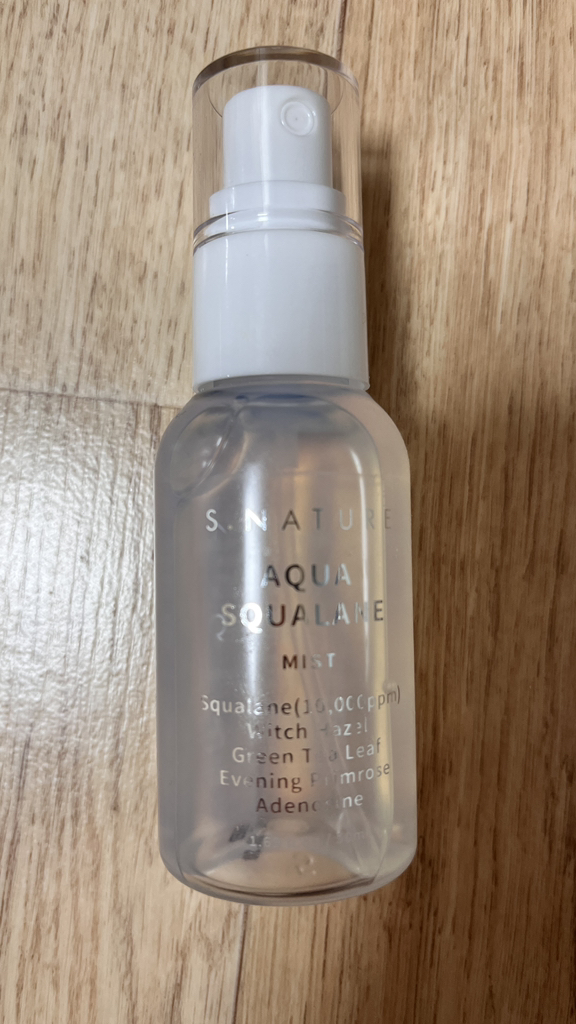 S.NATURE
AQUA
SQUALANE
MIST
Squalane(10,000ppm)
Witch Hazel
Green Tea Leaf
Evening Primrose
Adenosine